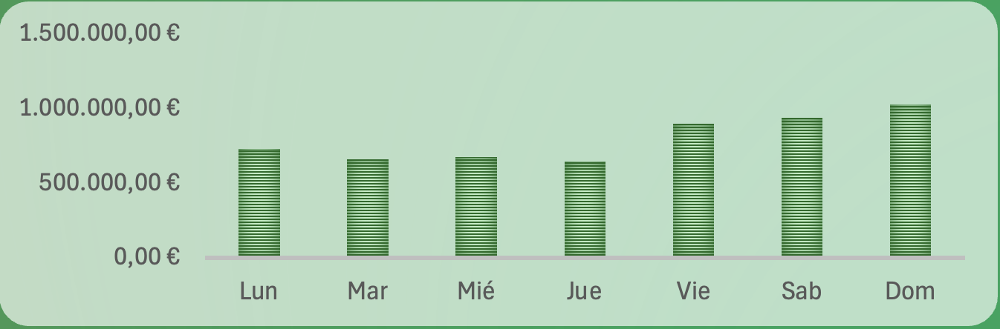 1.500.000,00 €
1.000.000,00 €
500.000,00 €
0,00 €
Lun Mar Mié Jue Vie Sab Dom